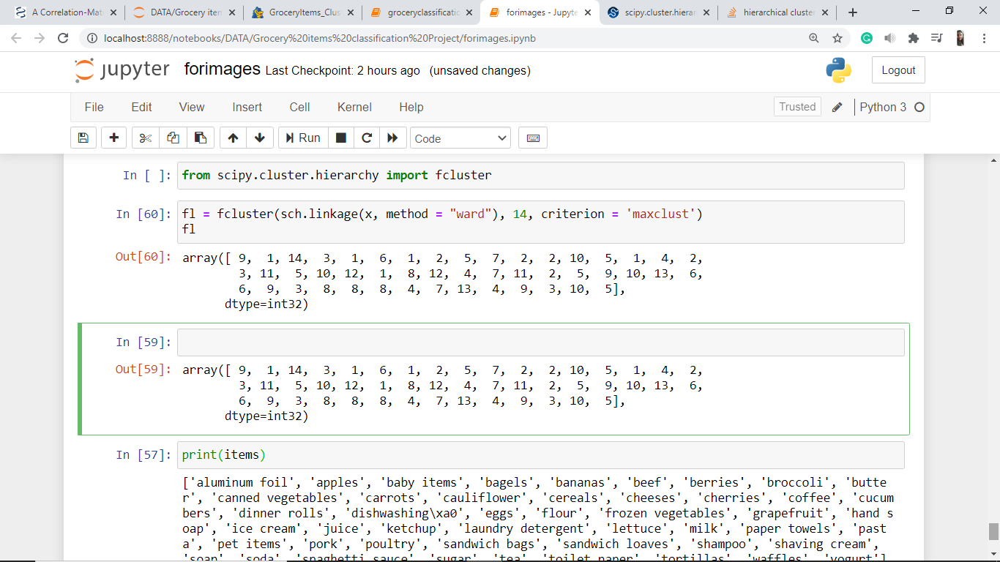 A Correlation-Mat
DATA/Grocery item
GroceryItems_Clus
groceryclassificatio
forimages - Jupyte
scipy.cluster.hierar
hierarchical cluster
localhost:8888/notebooks/DATA/Grocery%20items%20classification%20Project/forimages.ipynb
jupyter forimages Last Checkpoint: 2 hours ago (unsaved changes)
Logout
File Edit View Insert Cell Kernel Help
Trusted
Python 3
Run
Code
In [ ]: from scipy.cluster.hierarchy import fcluster
In [60]: fl = fcluster(sch.linkage(x, method = "ward"), 14, criterion = 'maxclust')
fl
Out[60]: array([ 9, 1, 14, 3, 1, 6, 1, 2, 5, 7, 2, 2, 10, 5, 1, 4, 2,
3, 11, 5, 10, 12, 1, 8, 12, 4, 7, 11, 2, 5, 9, 10, 13, 6,
6, 9, 3, 8, 8, 8, 4, 7, 13, 4, 9, 3, 10, 5],
dtype=int32)
In [59]:
Out[59]: array([ 9, 1, 14, 3, 1, 6, 1, 2, 5, 7, 2, 2, 10, 5, 1, 4, 2,
3, 11, 5, 10, 12, 1, 8, 12, 4, 7, 11, 2, 5, 9, 10, 13, 6,
6, 9, 3, 8, 8, 8, 4, 7, 13, 4, 9, 3, 10, 5],
dtype=int32)
In [57]: print(items)
['aluminum foil', 'apples', 'baby items', 'bagels', 'bananas', 'beef', 'berries', 'broccoli', 'butte
r', 'canned vegetables', 'carrots', 'cauliflower', 'cereals', 'cheeses', 'cherries', 'coffee', 'cucum
bers', 'dinner rolls', 'dishwashing\xa0', 'eggs', 'flour', 'frozen vegetables', 'grapefruit', 'hand s
oap', 'ice cream', 'juice', 'ketchup', 'laundry detergent', 'lettuce', 'milk', 'paper towels', 'past
a', 'pet items', 'pork', 'poultry', 'sandwich bags', 'sandwich loaves', 'shampoo', 'shaving cream',
'soap', 'soda', 'spaghetti sauce', 'sugar', 'tea', 'toilet paper', 'tortillas', 'waffles', 'yogurt']